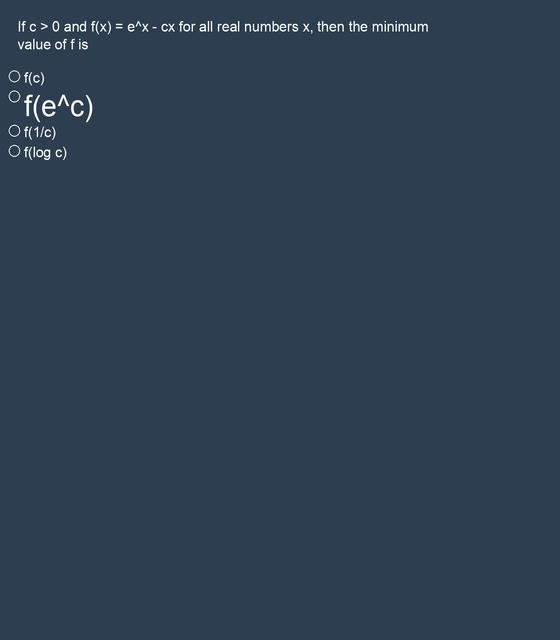 If c > 0 and f(x) = e^x - cx for all real numbers x, then the minimum
value of f is
f(c)
f(e^c)
f(1/c)
f(log c)